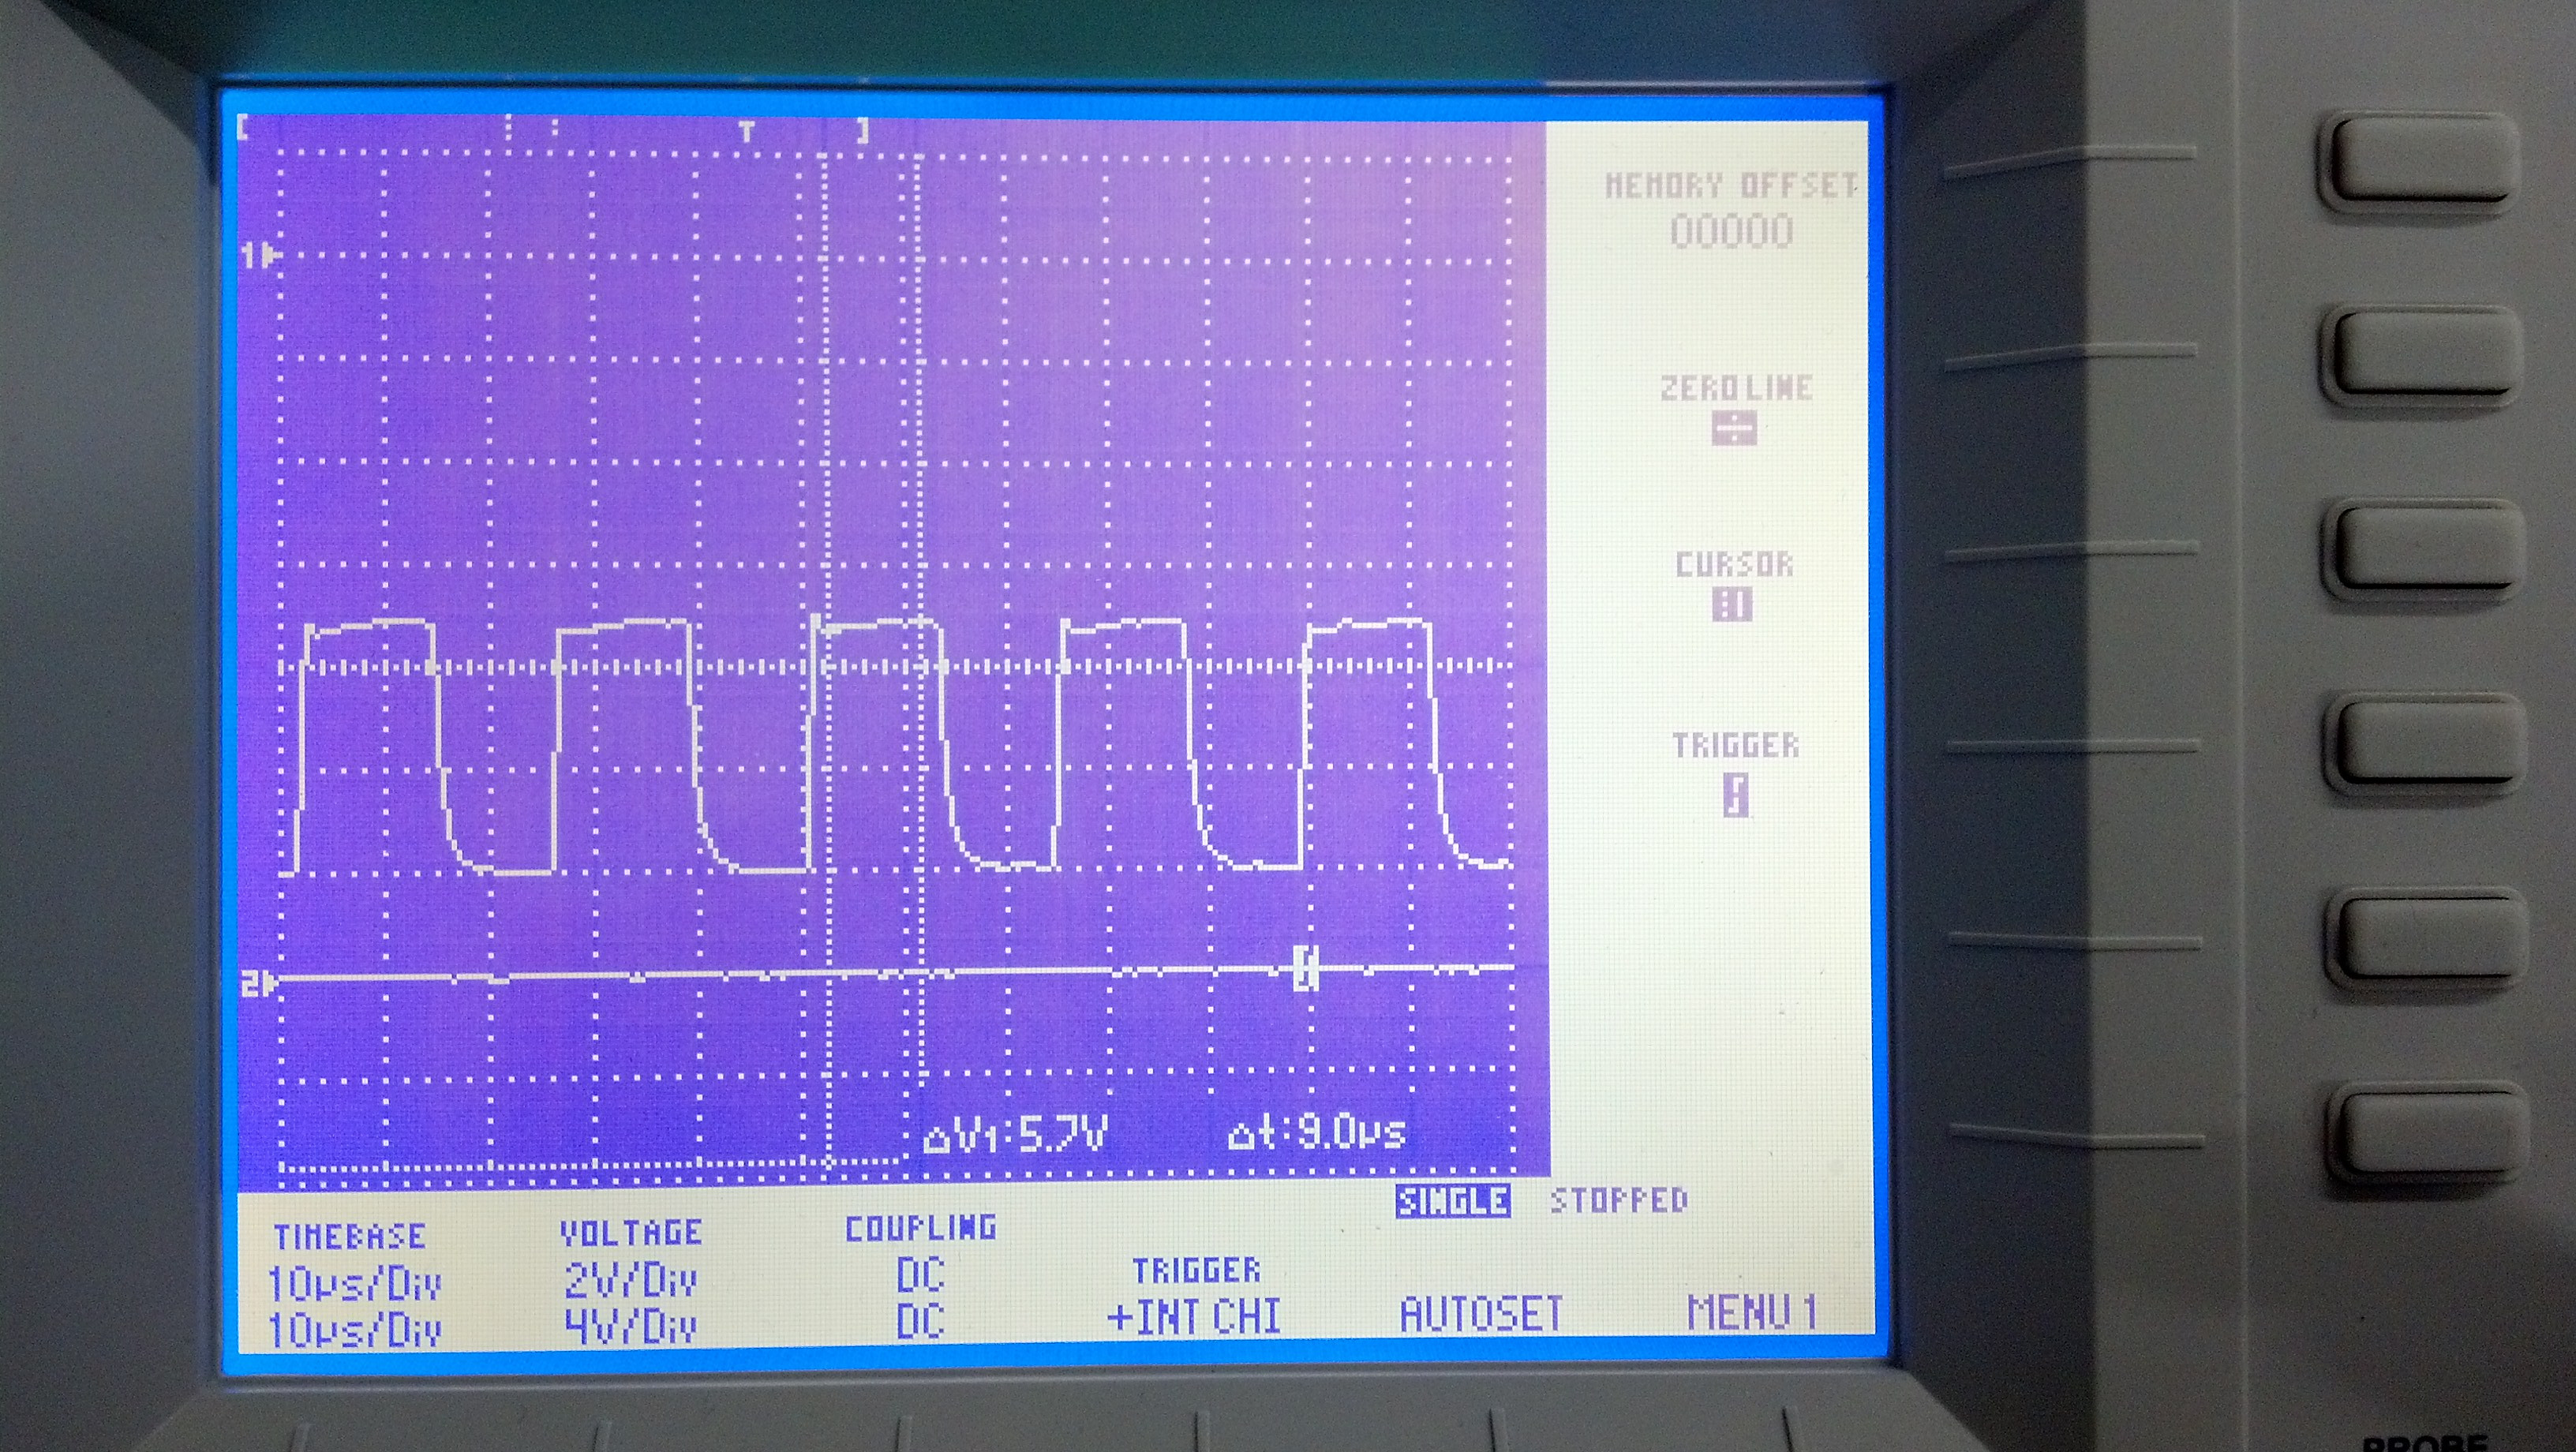 [ T ]
1
MEMORY OFFSET
00000
ZERO LINE
CURSOR
TRIGGER
2
ΔV1:5.7V Δt:9.0µs
SINGLE STOPPED
TIMEBASE VOLTAGE COUPLING
10µs/Div 2V/Div DC TRIGGER
10µs/Div 4V/Div DC +INT CH1 AUTOSET MENU 1
PROBE